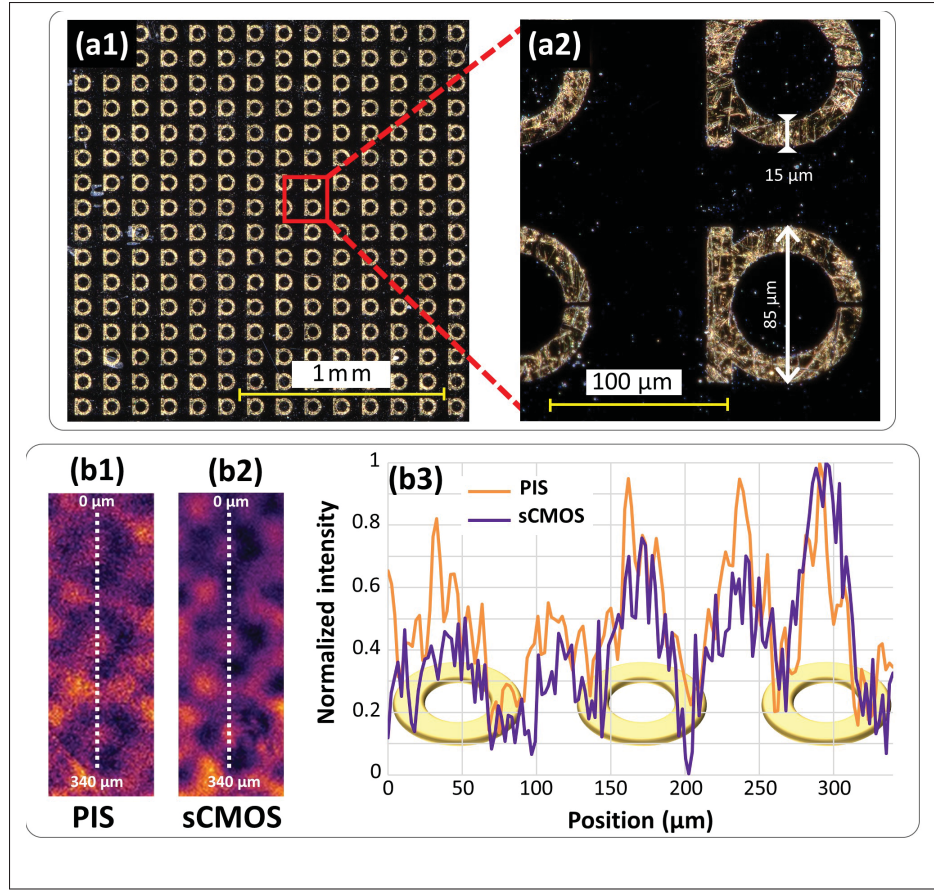 (a1)
1 mm
(a2)
15 µm
85 µm
100 µm
(b1)
0 µm
340 µm
PIS
(b2)
0 µm
340 µm
sCMOS
(b3)
PIS
sCMOS
Normalized intensity
1
0.8
0.6
0.4
0.2
0
0
50
100
150
200
250
300
Position (µm)